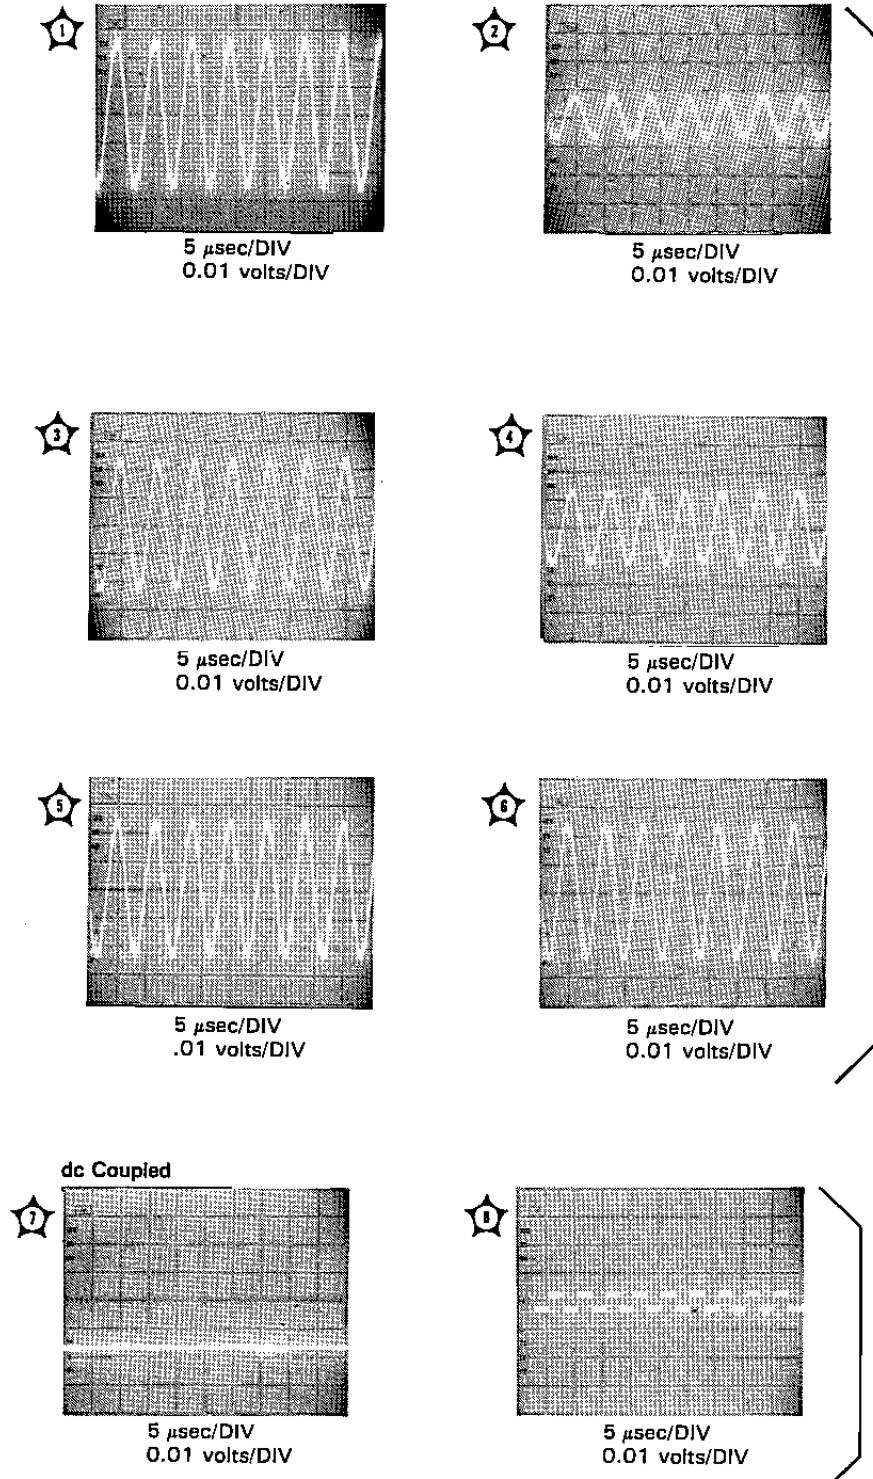 1
2
5 μsec/DIV
0.01 volts/DIV
5 μsec/DIV
0.01 volts/DIV
3
4
5 μsec/DIV
0.01 volts/DIV
5 μsec/DIV
0.01 volts/DIV
5
6
5 μsec/DIV
.01 volts/DIV
5 μsec/DIV
0.01 volts/DIV
dc Coupled
7
8
5 μsec/DIV
0.01 volts/DIV
5 μsec/DIV
0.01 volts/DIV